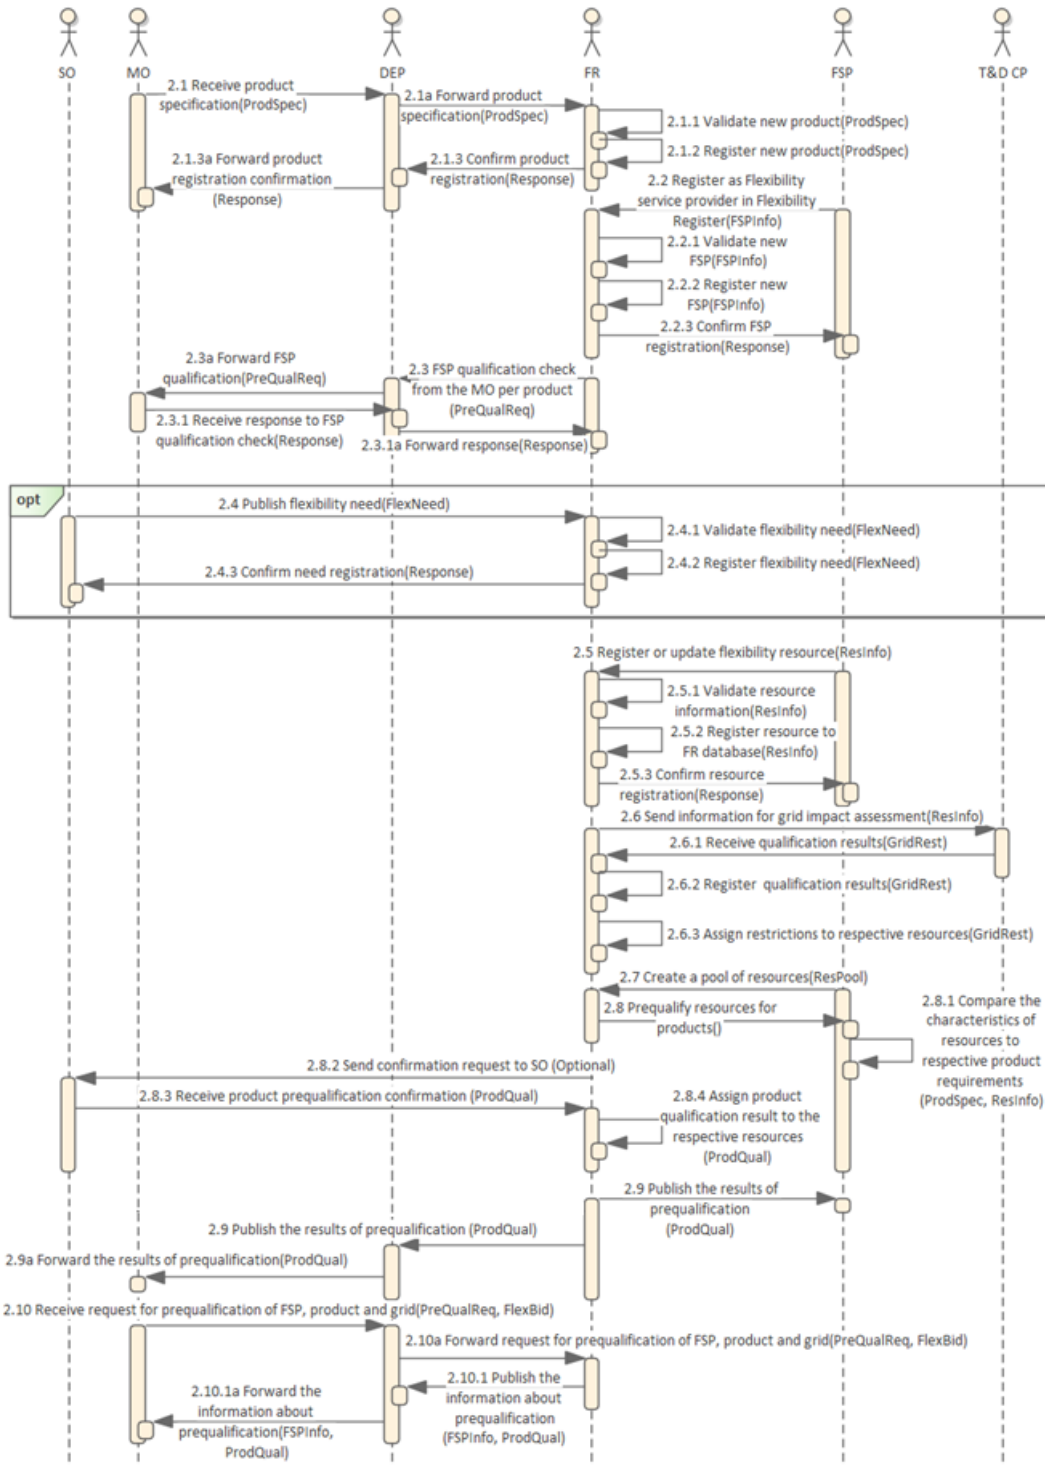 SO
MO
DEP
FR
FSP
T&D CP
2.1 Receive product
specification(ProdSpec)
2.1a Forward product
specification(ProdSpec)
2.1.1 Validate new product(ProdSpec)
2.1.2 Register new product(ProdSpec)
2.1.3 Confirm product
registration(Response)
2.1.3a Forward product
registration confirmation
(Response)
2.2 Register as Flexibility
service provider in Flexibility
Register(FSPInfo)
2.2.1 Validate new
FSP(FSPInfo)
2.2.2 Register new
FSP(FSPInfo)
2.2.3 Confirm FSP
registration(Response)
2.3 FSP qualification check
from the MO per product
(PreQualReq)
2.3a Forward FSP
qualification(PreQualReq)
2.3.1 Receive response to FSP
qualification check(Response)
2.3.1a Forward response(Response)
opt
2.4 Publish flexibility need(FlexNeed)
2.4.1 Validate flexibility need(FlexNeed)
2.4.2 Register flexibility need(FlexNeed)
2.4.3 Confirm need registration(Response)
2.5 Register or update flexibility resource(ResInfo)
2.5.1 Validate resource
information(ResInfo)
2.5.2 Register resource to
FR database(ResInfo)
2.5.3 Confirm resource
registration(Response)
2.6 Send information for grid impact assessment(ResInfo)
2.6.1 Receive qualification results(GridRest)
2.6.2 Register  qualification results(GridRest)
2.6.3 Assign restrictions to respective resources(GridRest)
2.7 Create a pool of resources(ResPool)
2.8 Prequalify resources for
products()
2.8.1 Compare the
characteristics of
resources to
respective product
requirements
(ProdSpec, ResInfo)
2.8.2 Send confirmation request to SO (Optional)
2.8.3 Receive product prequalification confirmation (ProdQual)
2.8.4 Assign product
qualification result to the
respective resources
(ProdQual)
2.9 Publish the results of
prequalification
(ProdQual)
2.9 Publish the results of prequalification (ProdQual)
2.9a Forward the results of prequalification(ProdQual)
2.10 Receive request for prequalification of FSP, product and grid(PreQualReq, FlexBid)
2.10a Forward request for prequalification of FSP, product and grid(PreQualReq, FlexBid)
2.10.1 Publish the
information about
prequalification
(FSPInfo, ProdQual)
2.10.1a Forward the
information about
prequalification(FSPInfo,
ProdQual)